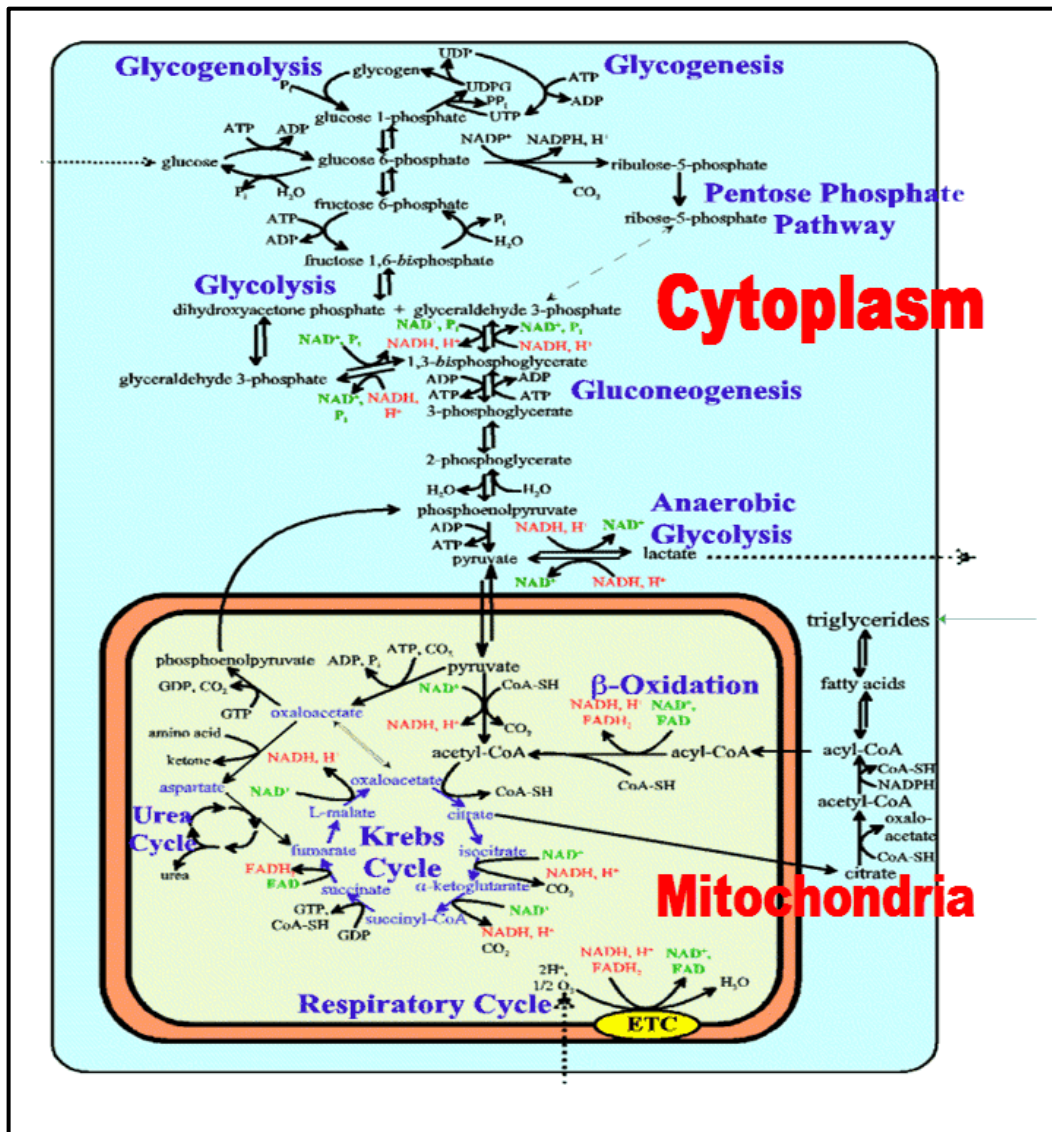 Glycogenolysis
glycogen
UDP
Glycogenesis
Pᵢ
UDPG
PPᵢ
UTP
ATP
ADP
glucose 1-phosphate
ATP
ADP
NADP⁺
NADPH, H⁺
glucose
glucose 6-phosphate
ribulose-5-phosphate
Pᵢ
H₂O
CO₂
Pentose Phosphate
Pathway
fructose 6-phosphate
ribose-5-phosphate
ATP
ADP
Pᵢ
H₂O
fructose 1,6-bisphosphate
Glycolysis
Cytoplasm
dihydroxyacetone phosphate + glyceraldehyde 3-phosphate
NAD⁺, Pᵢ
NADH, H⁺
NAD⁺, Pᵢ
NADH, H⁺
NAD⁺, Pᵢ
1,3-bisphosphoglycerate
glyceraldehyde 3-phosphate
NAD⁺,
Pᵢ
NADH,
H⁺
ADP
ATP
ADP
ATP
Gluconeogenesis
3-phosphoglycerate
2-phosphoglycerate
H₂O
H₂O
phosphoenolpyruvate
Anaerobic
Glycolysis
ADP
ATP
NADH, H⁺
NAD⁺
pyruvate
lactate
NAD⁺
NADH, H⁺
triglycerides
fatty acids
acyl-CoA
CoA-SH
NADPH
acetyl-CoA
oxalo-
acetate
CoA-SH
citrate
phosphoenolpyruvate
ADP, Pᵢ
ATP, CO₂
pyruvate
GDP, CO₂
GTP
oxaloacetate
NAD⁺
CoA-SH
NADH, H⁺
CO₂
β-Oxidation
NADH, H⁺
FADH₂
NAD⁺,
FAD
acetyl-CoA
acyl-CoA
CoA-SH
amino acid
ketone
aspartate
NADH, H⁺
NAD⁺
oxaloacetate
CoA-SH
L-malate
citrate
Urea
Cycle
urea
Krebs
Cycle
fumarate
isocitrate
NAD⁺
NADH, H⁺
CO₂
FADH₂
FAD
succinate
α-ketoglutarate
GTP,
CoA-SH
GDP
succinyl-CoA
NAD⁺
NADH, H⁺
CO₂
Mitochondria
Respiratory Cycle
2H⁺,
1/2 O₂
NADH, H⁺
FADH₂
NAD⁺,
FAD
H₂O
ETC